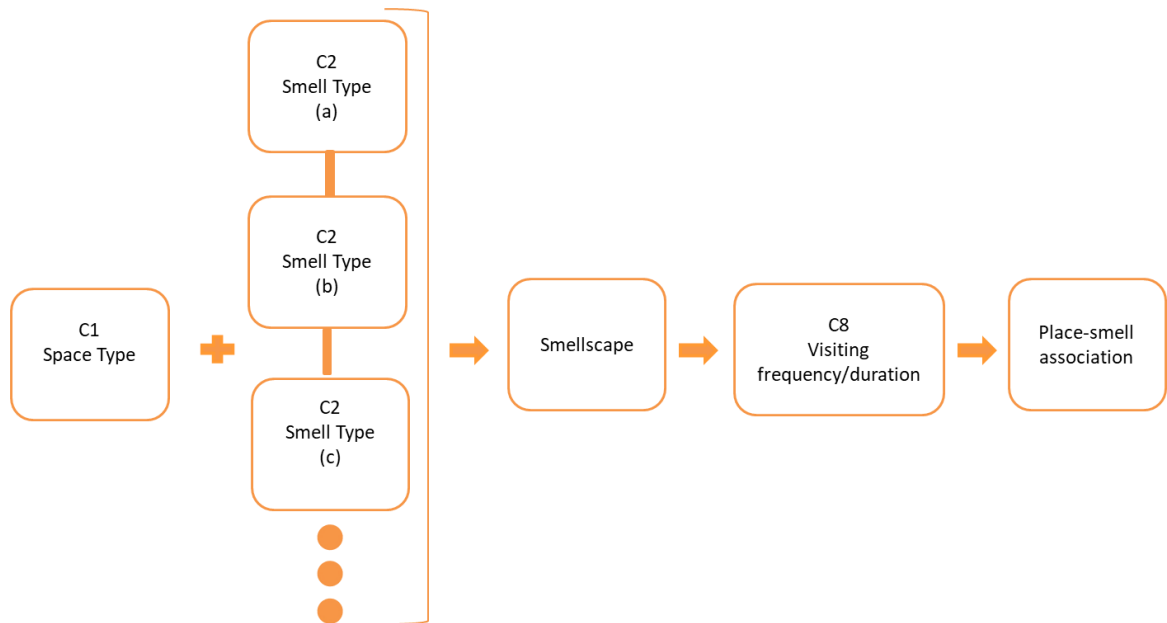 C2
Smell Type
(a)
C2
Smell Type
(b)
C2
Smell Type
(c)
C1
Space Type
Smellscape
C8
Visiting
frequency/duration
Place-smell
association